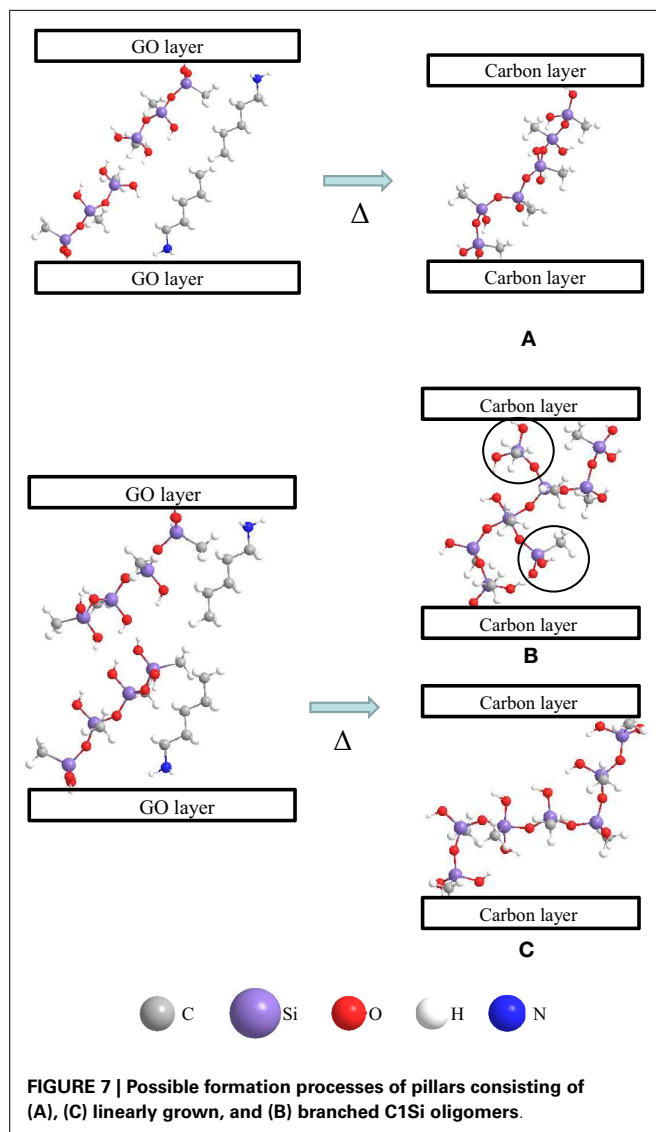 GO layer
Carbon layer
Δ
GO layer
Carbon layer
A
Carbon layer
GO layer
Carbon layer
B
Δ
Carbon layer
GO layer
Carbon layer
C
C Si O H N
FIGURE 7 | Possible formation processes of pillars consisting of
(A), (C) linearly grown, and (B) branched C1Si oligomers.